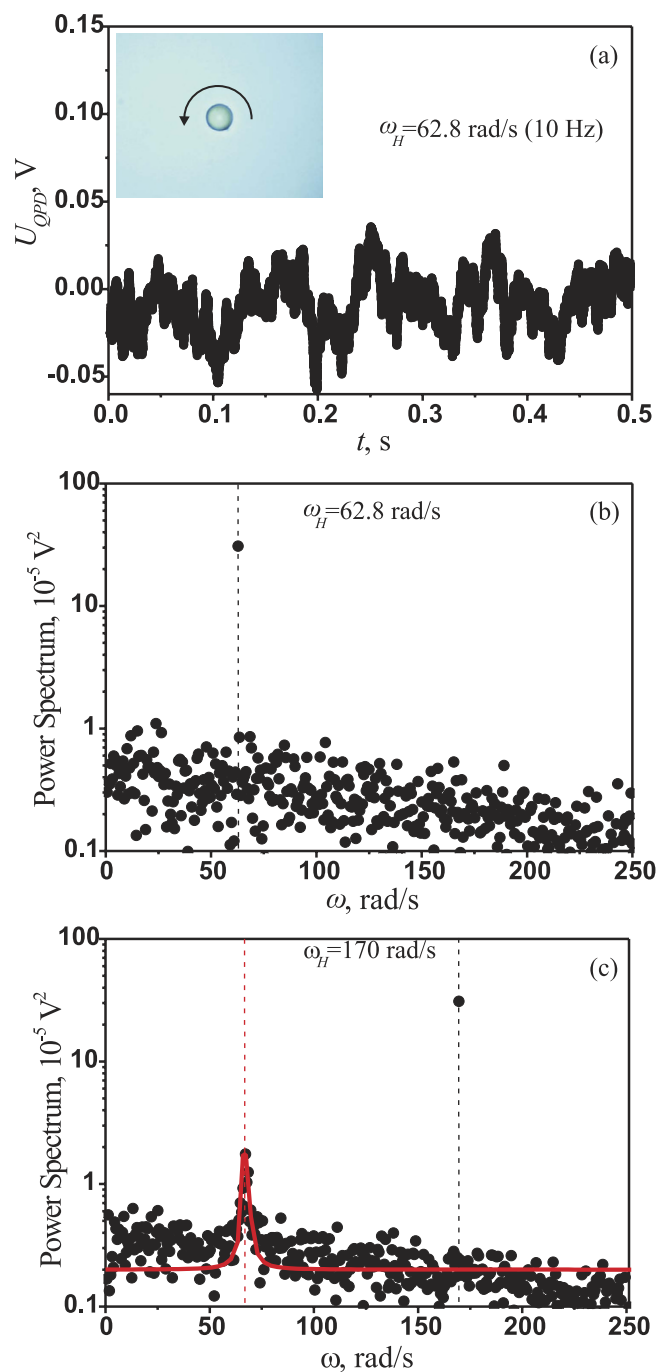 (a)
ω_H=62.8 rad/s (10 Hz)
U_QPD, V
0.15
0.10
0.05
0.00
-0.05
0.0 0.1 0.2 0.3 0.4 0.5
t, s
(b)
ω_H=62.8 rad/s
Power Spectrum, 10⁻⁵ V²
100
10
1
0.1
0 50 100 150 200 250
ω, rad/s
(c)
ω_H=170 rad/s
Power Spectrum, 10⁻⁵ V²
100
10
1
0.1
0 50 100 150 200 250
ω, rad/s